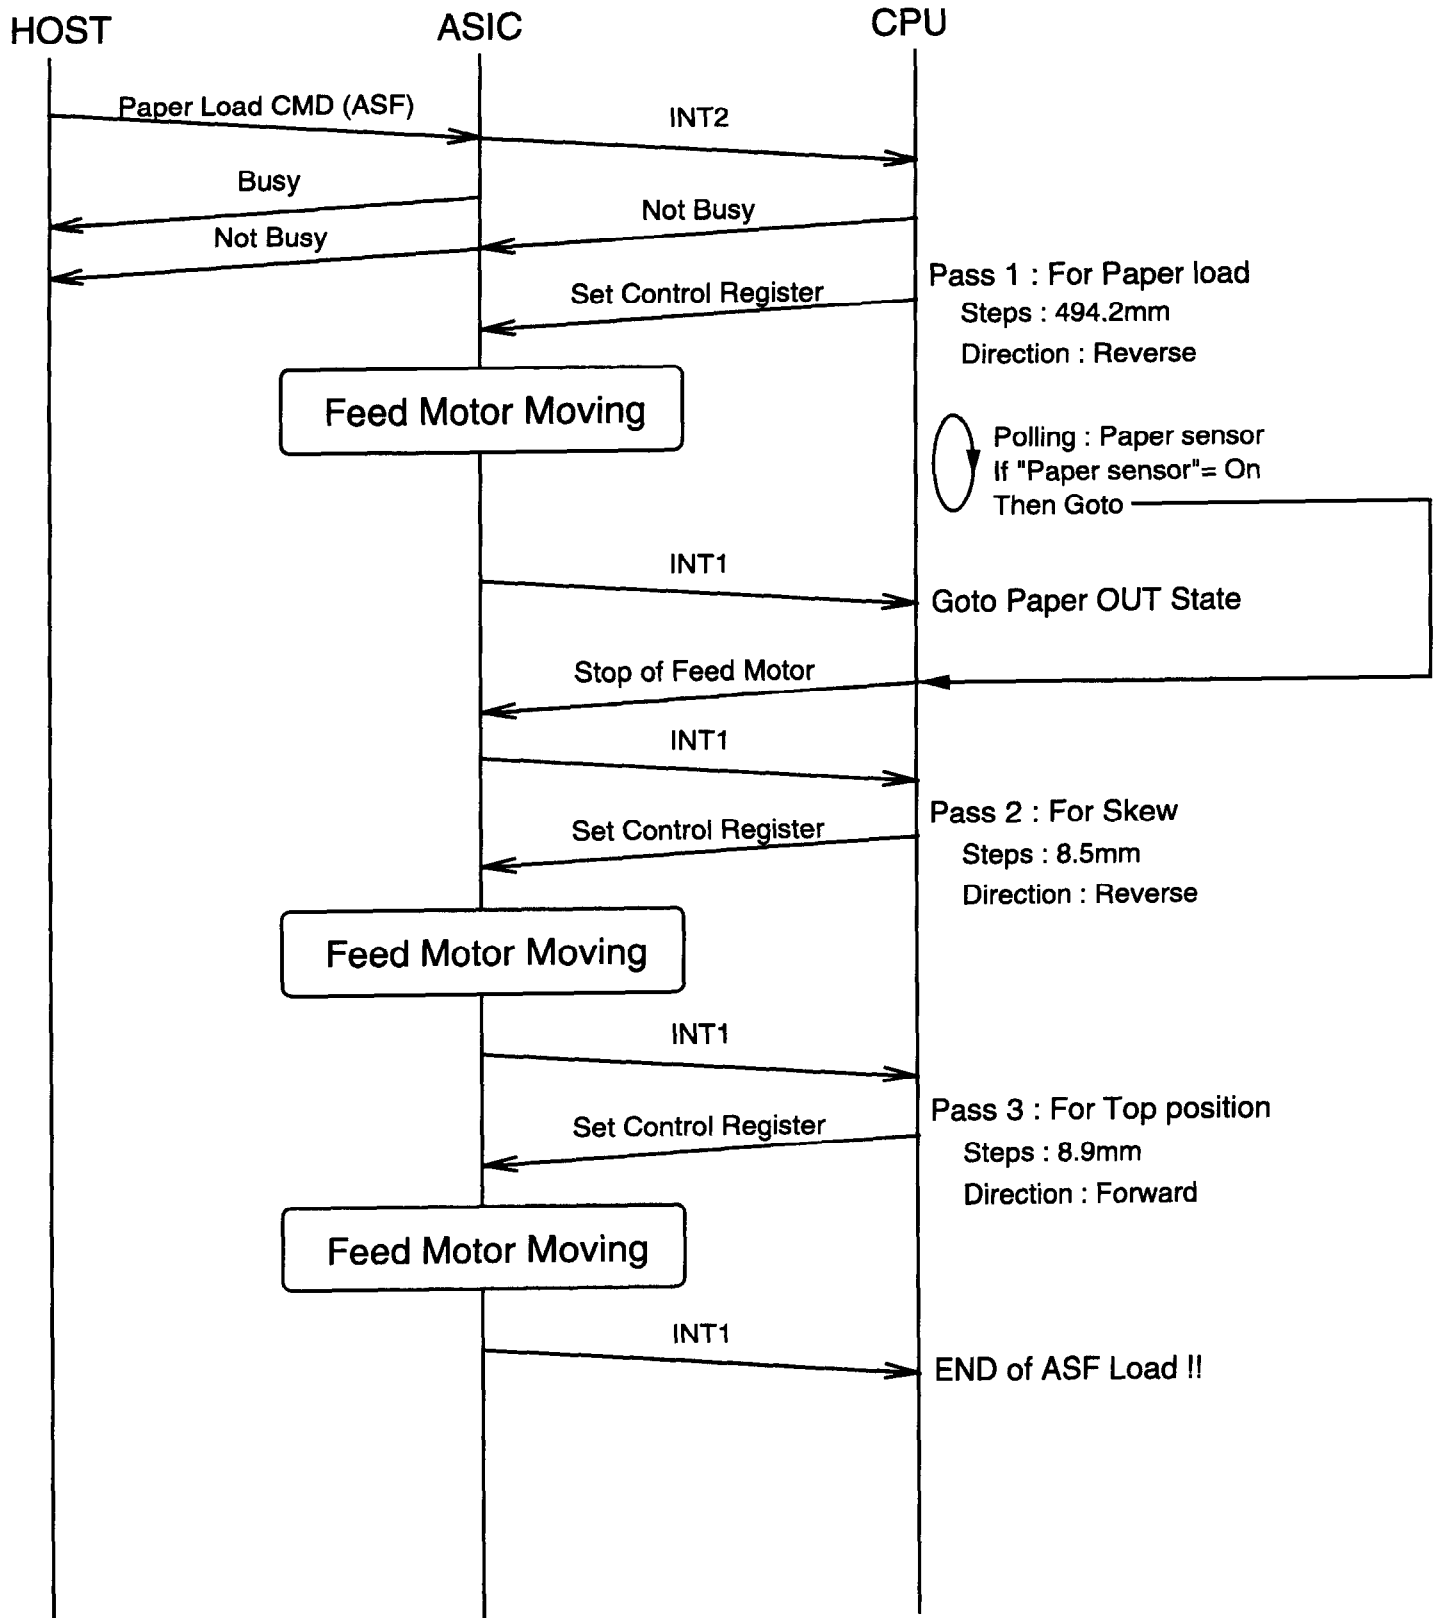 HOST ASIC CPU
Paper Load CMD (ASF)
INT2
Busy
Not Busy
Not Busy
Pass 1 : For Paper load
Set Control Register
Steps : 494.2mm
Direction : Reverse
Feed Motor Moving
Polling : Paper sensor
If "Paper sensor"= On
Then Goto
INT1
Goto Paper OUT State
Stop of Feed Motor
INT1
Pass 2 : For Skew
Set Control Register
Steps : 8.5mm
Direction : Reverse
Feed Motor Moving
INT1
Pass 3 : For Top position
Set Control Register
Steps : 8.9mm
Direction : Forward
Feed Motor Moving
INT1
END of ASF Load !!